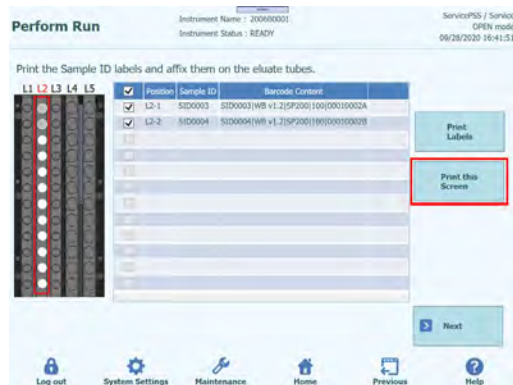 Perform Run
Instrument Name : 200600001
Instrument Status : READY
ServicePSS / Service
OPEN mode
09/28/2020 16:41:51
Print the Sample ID labels and affix them on the eluate tubes.
L1 L2 L3 L4 L5
Position Sample ID Barcode Content
L2-1 SID0003 SID0003|WB v1.2|SP200|100|00010002A
L2-2 SID0004 SID0004|WB v1.2|SP200|100|00010002B
Print Labels
Print this Screen
Next
Log out System Settings Maintenance Home Previous Help